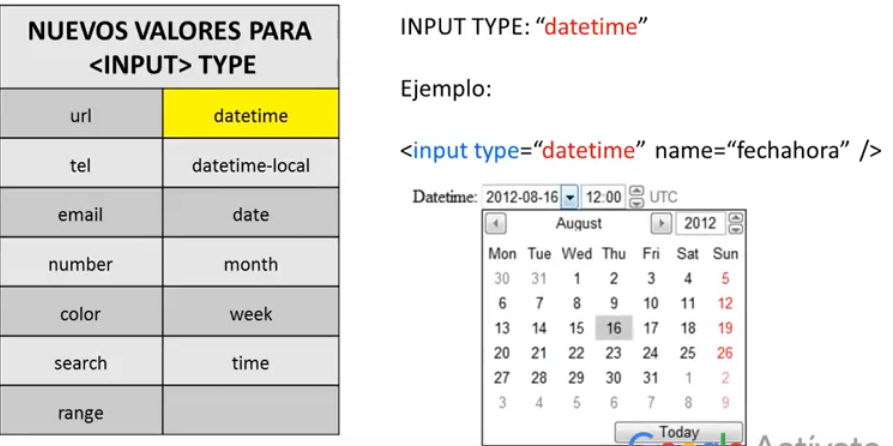 NUEVOS VALORES PARA
<INPUT> TYPE
url datetime
tel datetime-local
email date
number month
color week
search time
range
INPUT TYPE: “datetime”
Ejemplo:
<input type=“datetime” name=“fechahora” />
Datetime: 2012-08-16 12:00 UTC
August 2012
Mon Tue Wed Thu Fri Sat Sun
30 31 1 2 3 4 5
6 7 8 9 10 11 12
13 14 15 16 17 18 19
20 21 22 23 24 25 26
27 28 29 30 31 1 2
3 4 5 6 7 8 9
Today